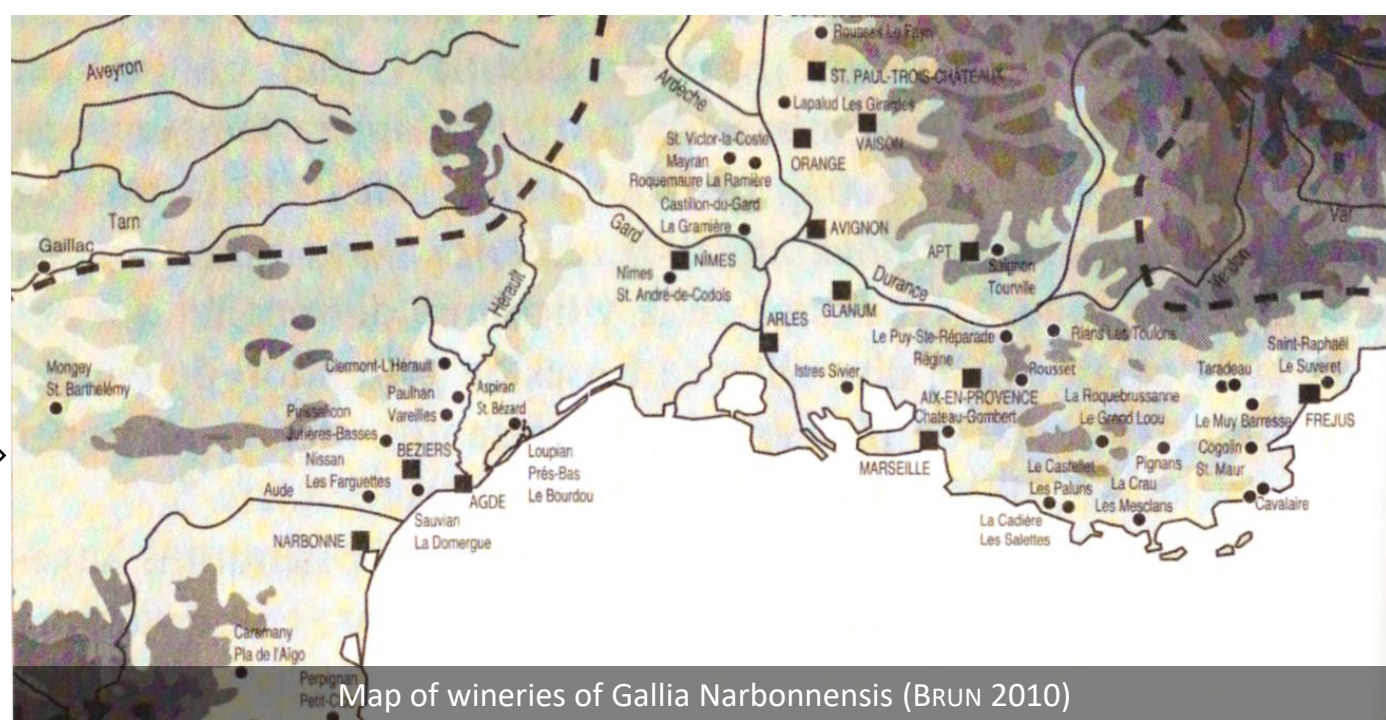 Rousses Le Fayn
Aveyron
ST. PAUL-TROIS-CHATEAUX
Ardèche
Lapalud Les Girardes
VAISON
St. Victor-la-Coste
ORANGE
Mayran
Roquemaure La Ramière
Castillon-du-Gard
La Gramière
Tarn
Gard
AVIGNON
Var
Gaillac
APT
NÎMES
Saignon
Tourville
Nîmes
St. André-de-Codols
Durance
Verdon
Hérault
GLANUM
ARLES
Le Puy-Ste-Réparade
Régine
Rians Les Toulons
Saint-Raphaël
Le Suveret
Clermont-L'Hérault
Mongey
St. Barthélémy
Istres Sivier
Rousset
Taradeau
Paulhan
Vareilles
Aspiran
St. Bézard
AIX-EN-PROVENCE
La Roquebrussanne
Le Grand Loou
Puissalicon
Junières-Basses
Chateau-Gombert
Le Muy Barresse
FREJUS
BEZIERS
Loupian
Prés-Bas
Le Bourdou
MARSEILLE
Pignans
Cogolin
St. Maur
Nissan
Les Farguettes
Le Castellet
Les Paluns
La Crau
Les Mesclans
Aude
AGDE
Cavalaire
Sauvian
La Domergue
La Cadière
Les Salettes
NARBONNE
Caramany
Pla de l'Aïgo
Perpignan
Map of wineries of Gallia Narbonnensis (BRUN 2010)